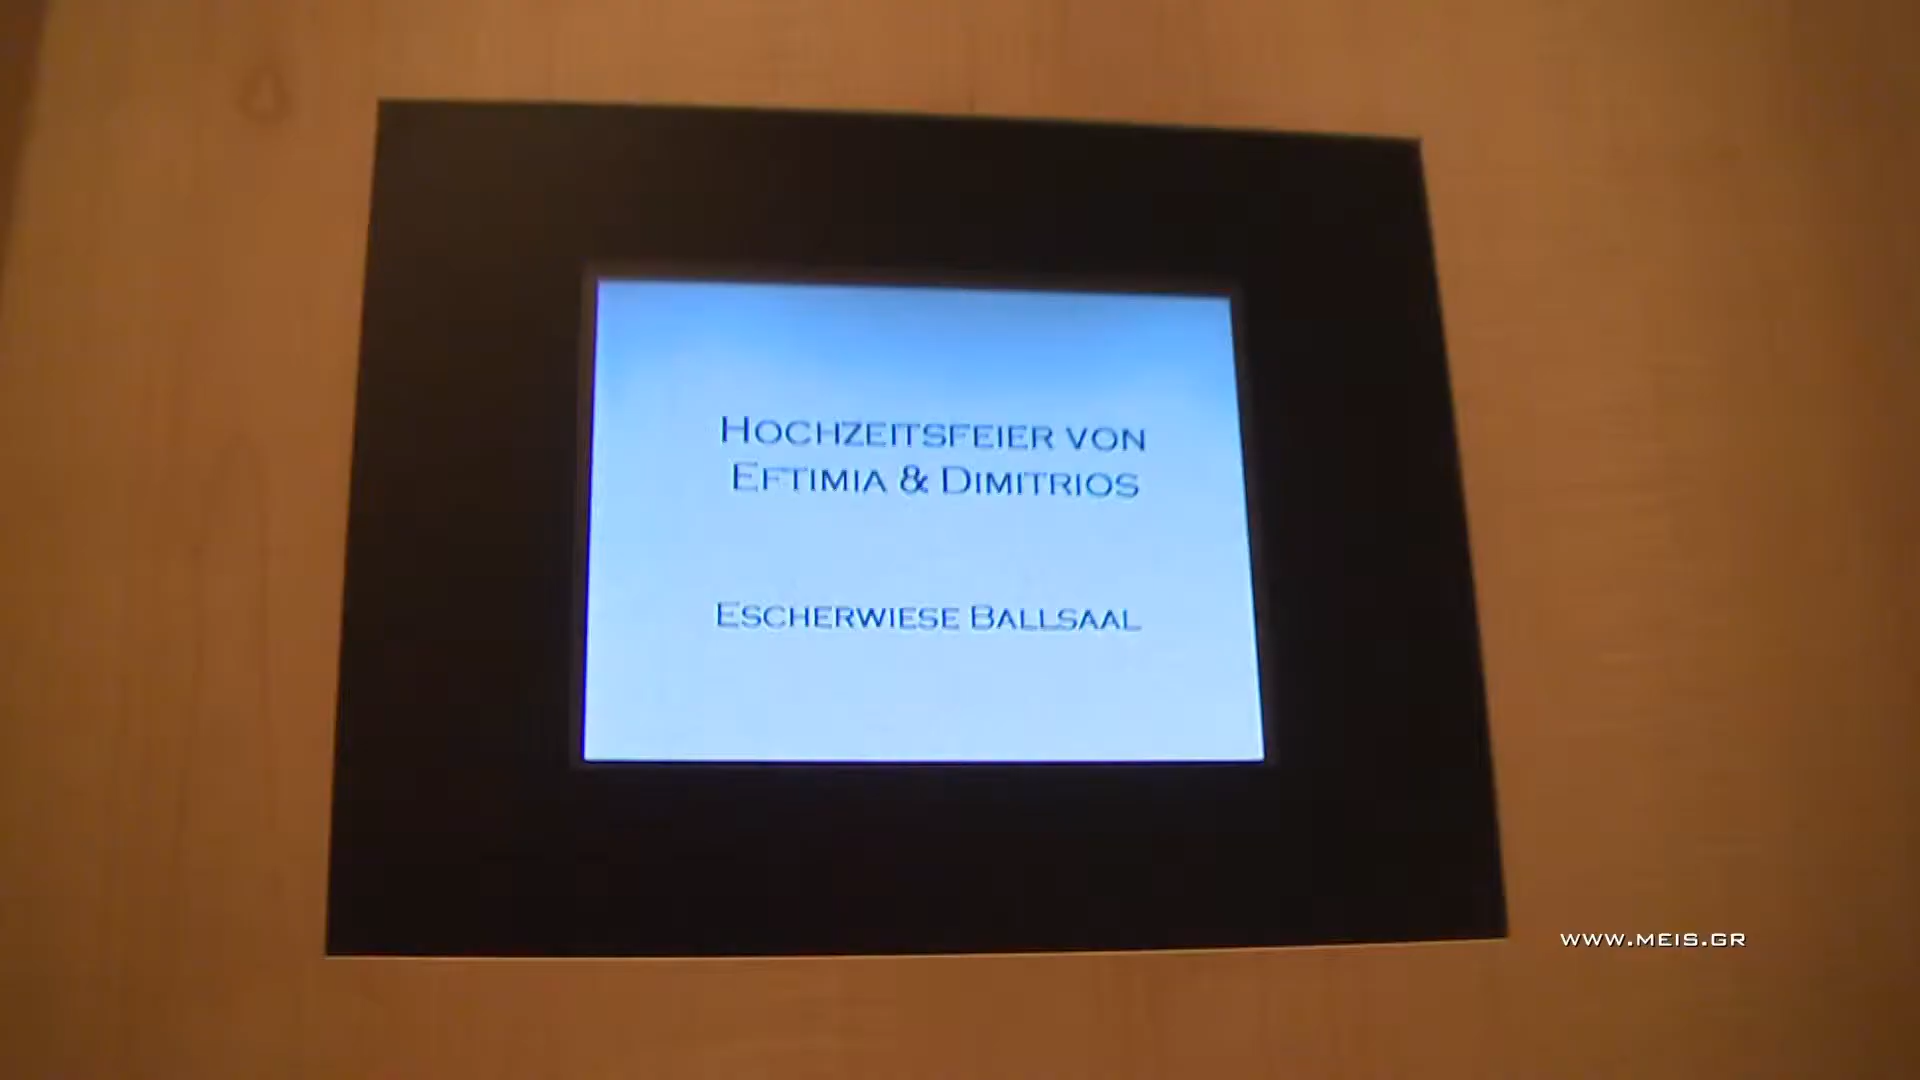 Hochzeitsfeier von
Eftimia & Dimitrios
Escherwiese Ballsaal
www.meis.gr